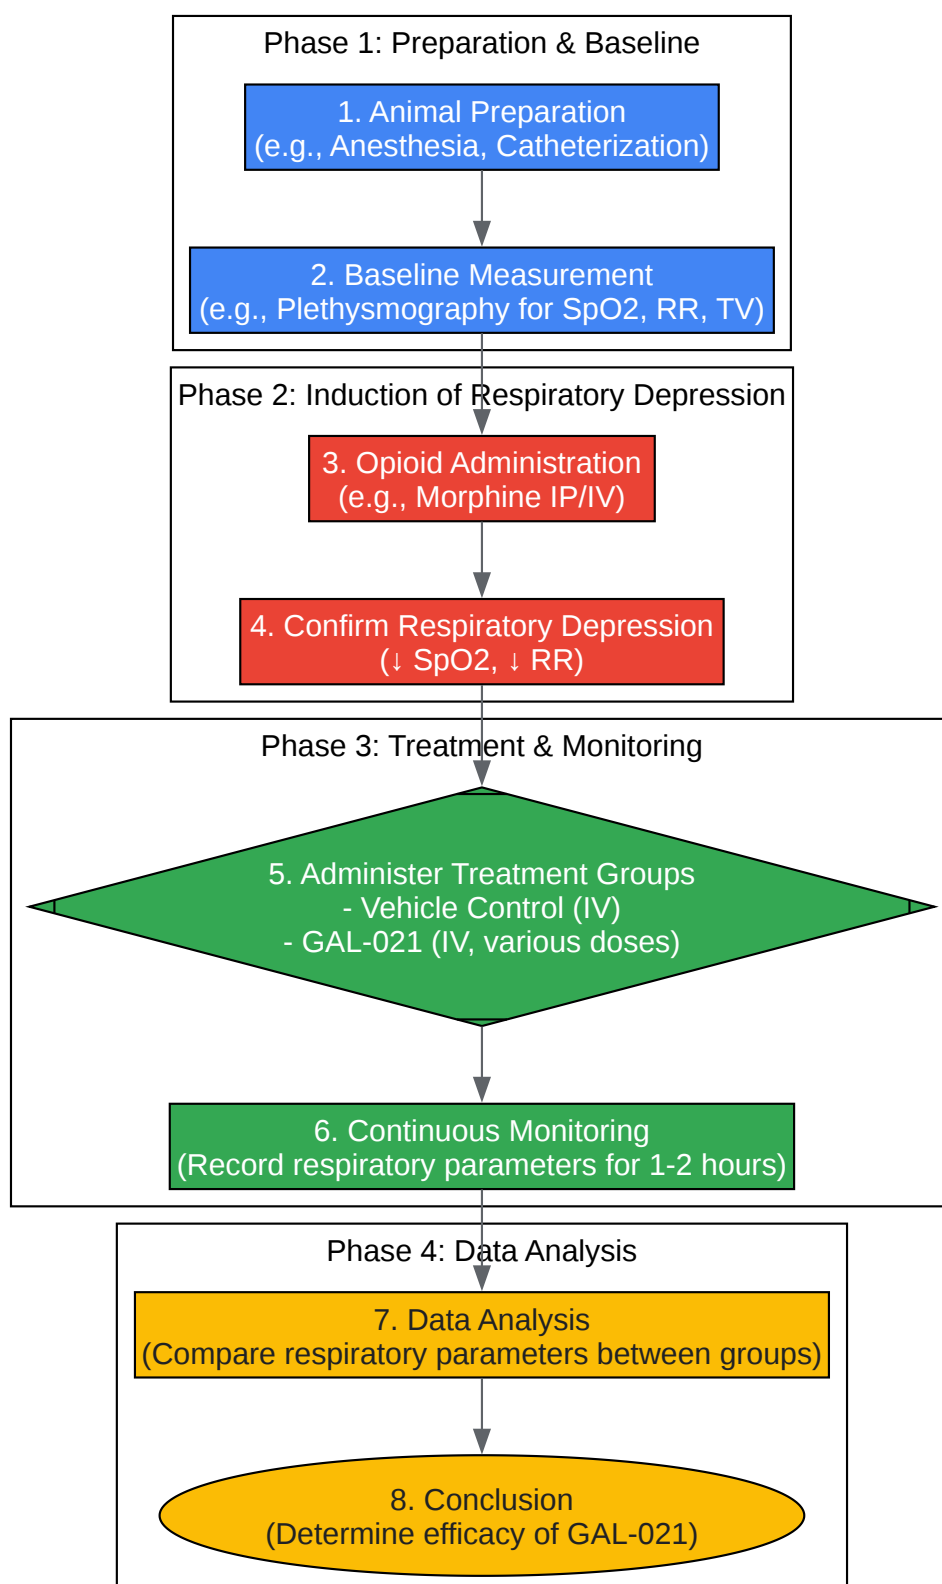 Phase 1: Preparation & Baseline
1. Animal Preparation
(e.g., Anesthesia, Catheterization)
2. Baseline Measurement
(e.g., Plethysmography for SpO2, RR, TV)
Phase 2: Induction of Respiratory Depression
3. Opioid Administration
(e.g., Morphine IP/IV)
4. Confirm Respiratory Depression
(↓ SpO2, ↓ RR)
Phase 3: Treatment & Monitoring
5. Administer Treatment Groups
- Vehicle Control (IV)
- GAL-021 (IV, various doses)
6. Continuous Monitoring
(Record respiratory parameters for 1-2 hours)
Phase 4: Data Analysis
7. Data Analysis
(Compare respiratory parameters between groups)
8. Conclusion
(Determine efficacy of GAL-021)